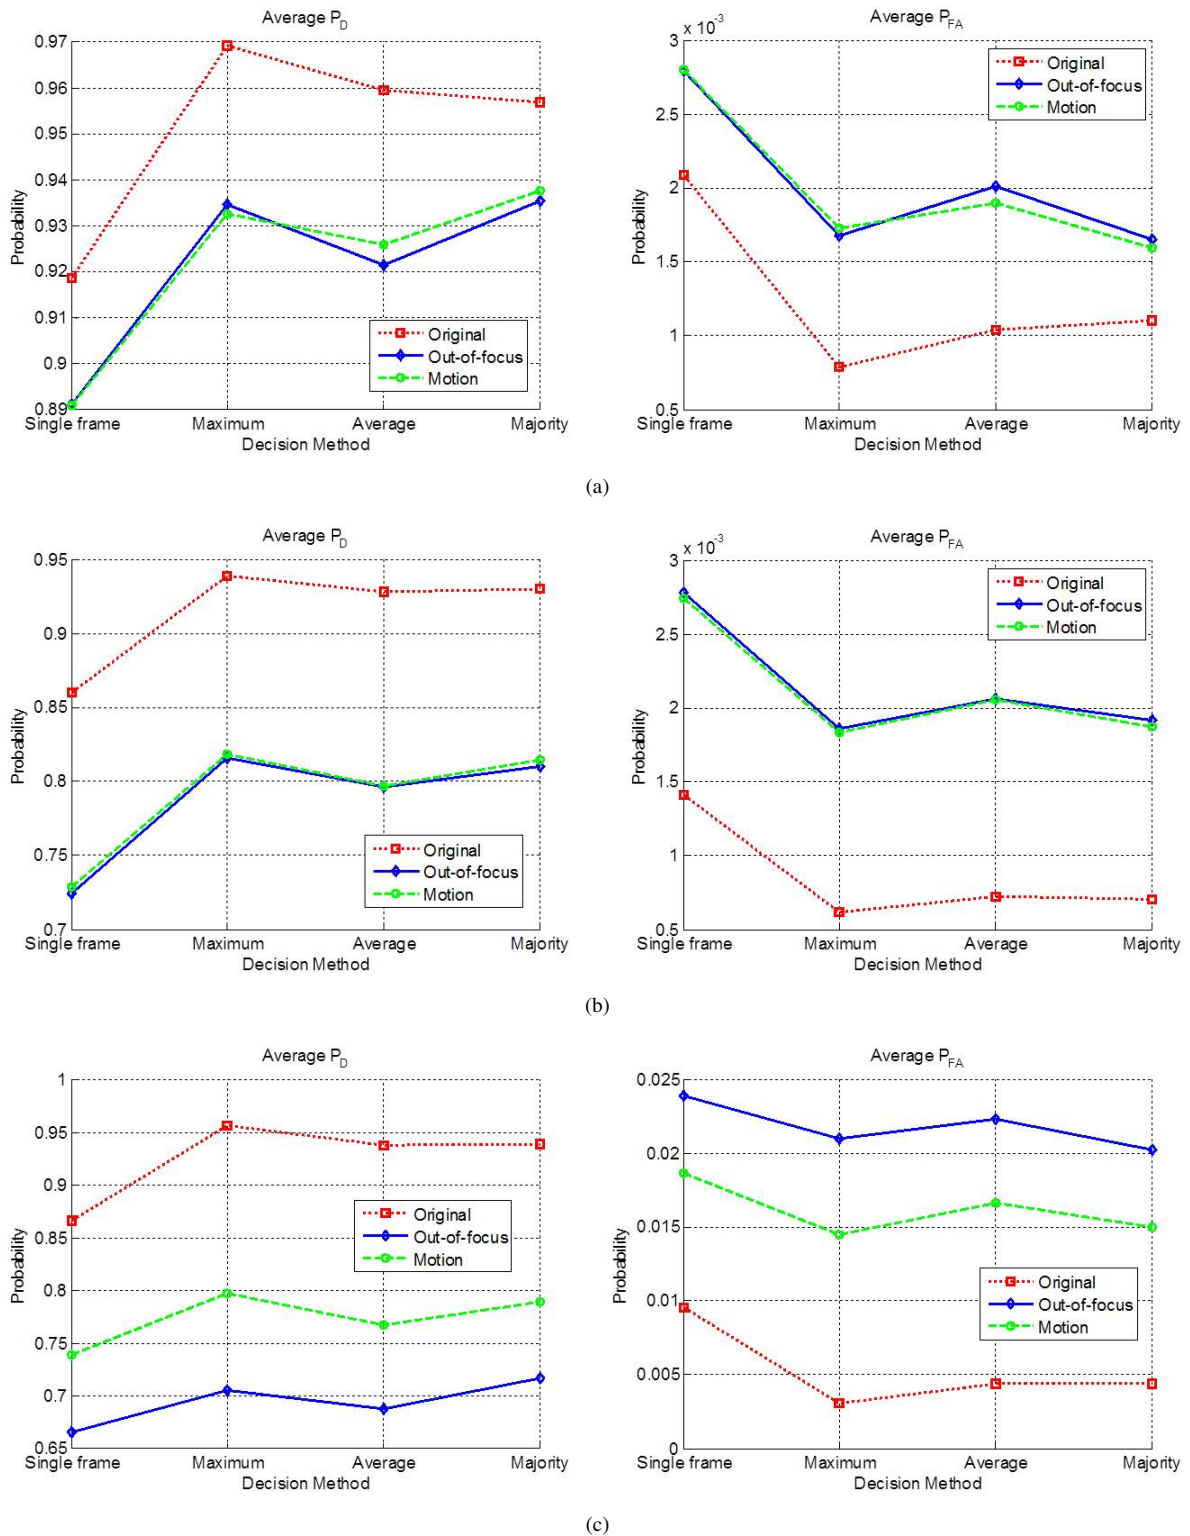 Average P_D
0.97
0.96
0.95
0.94
0.93
0.92
0.91
0.9
0.89
Probability
Original
Out-of-focus
Motion
Single frame Maximum Average Majority
Decision Method
Average P_FA
x 10^-3
3
2.5
2
1.5
1
0.5
Probability
Original
Out-of-focus
Motion
Single frame Maximum Average Majority
Decision Method
(a)
Average P_D
0.95
0.9
0.85
0.8
0.75
0.7
Probability
Original
Out-of-focus
Motion
Single frame Maximum Average Majority
Decision Method
Average P_FA
x 10^-3
3
2.5
2
1.5
1
0.5
Probability
Original
Out-of-focus
Motion
Single frame Maximum Average Majority
Decision Method
(b)
Average P_D
1
0.95
0.9
0.85
0.8
0.75
0.7
0.65
Probability
Original
Out-of-focus
Motion
Single frame Maximum Average Majority
Decision Method
Average P_FA
0.025
0.02
0.015
0.01
0.005
0
Probability
Original
Out-of-focus
Motion
Single frame Maximum Average Majority
Decision Method
(c)